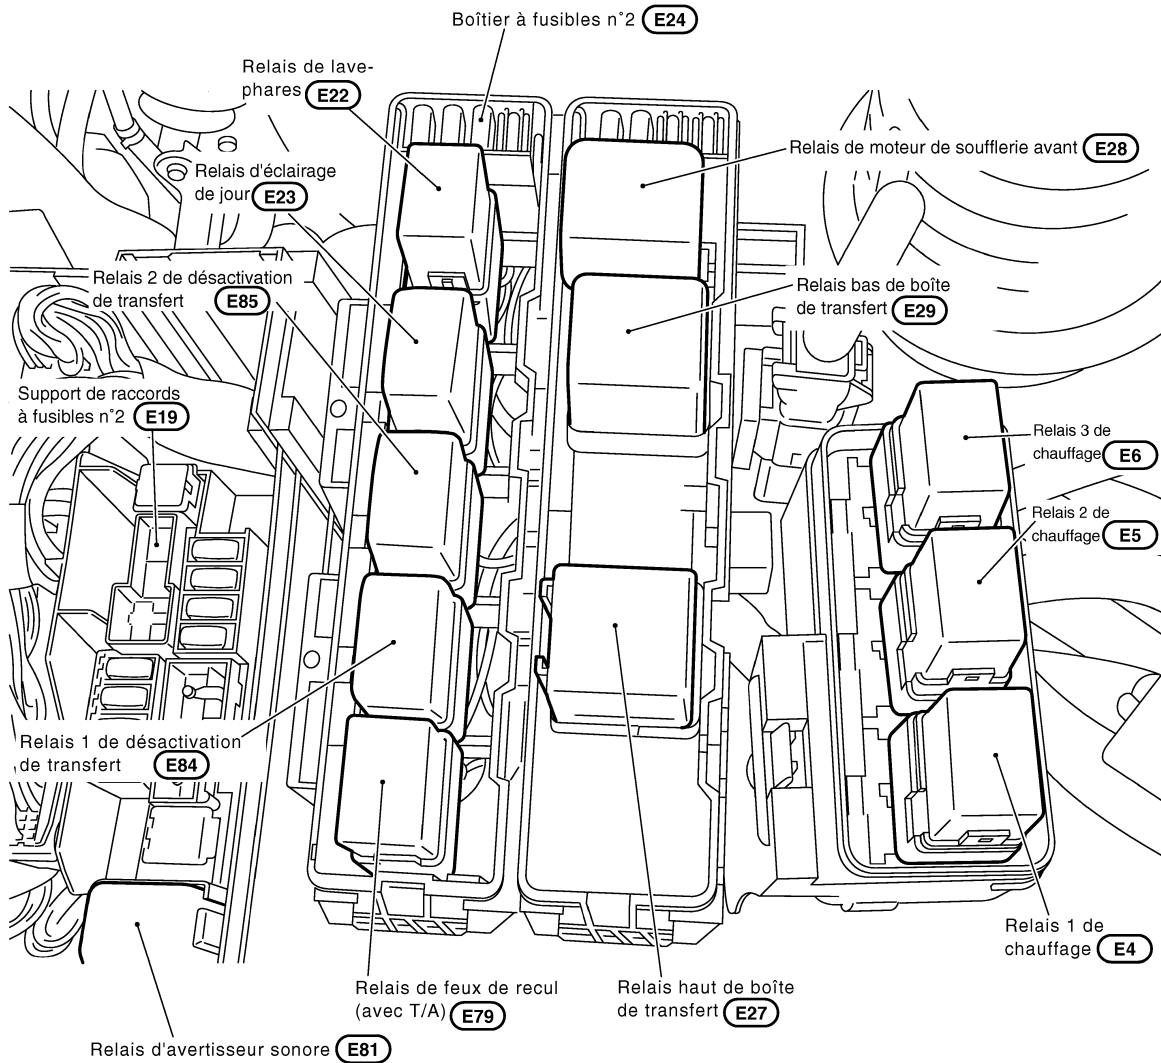 Boîtier à fusibles n°2 E24
Relais de lave-
phares E22
Relais de moteur de soufflerie avant E28
Relais d'éclairage
de jour E23
Relais 2 de désactivation
de transfert E85
Relais bas de boîte
de transfert E29
Support de raccords
à fusibles n°2 E19
Relais 3 de
chauffage E6
Relais 2 de
chauffage E5
Relais 1 de désactivation
de transfert E84
Relais 1 de
chauffage E4
Relais de feux de recul
(avec T/A) E79
Relais haut de boîte
de transfert E27
Relais d'avertisseur sonore E81